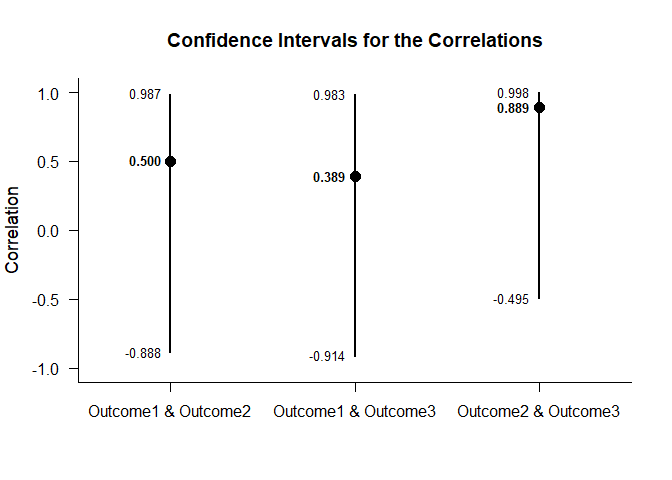 Confidence Intervals for the Correlations
Correlation
1.0
0.5
0.0
-0.5
-1.0
0.987
0.500
-0.888
0.983
0.389
-0.914
0.998
0.889
-0.495
Outcome1 & Outcome2
Outcome1 & Outcome3
Outcome2 & Outcome3